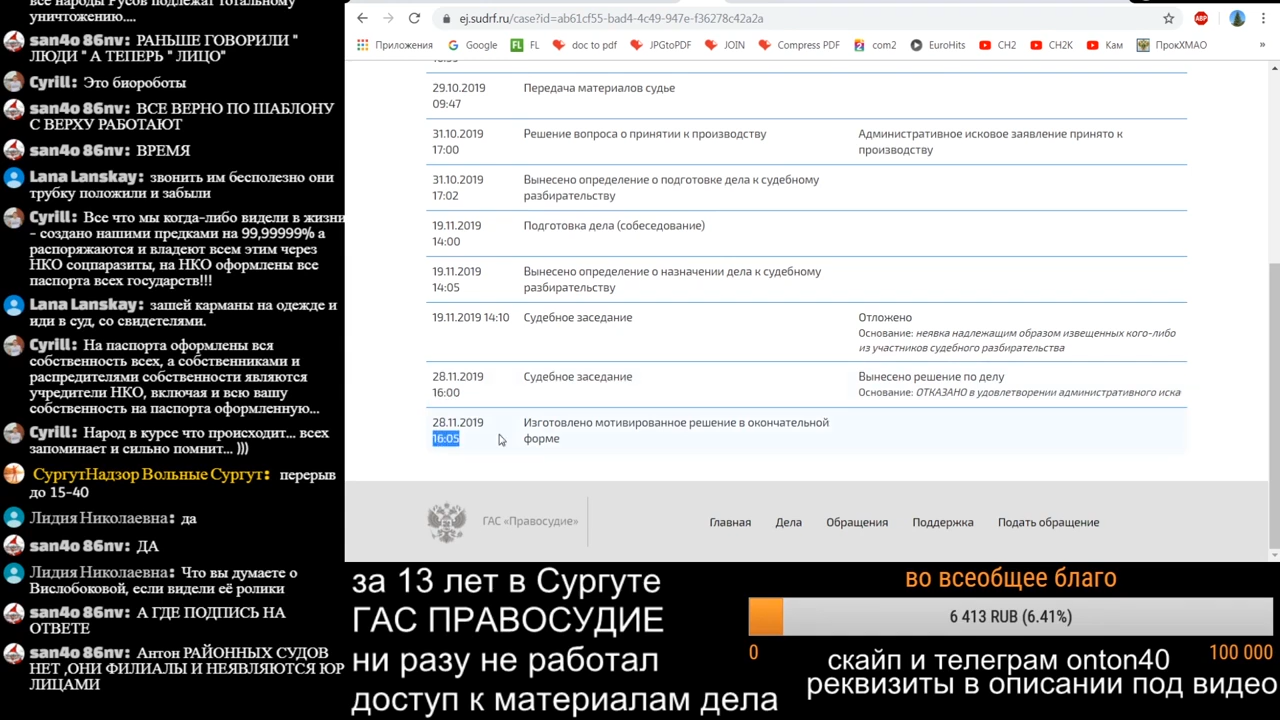 все народы Русов подлежат тотальному
уничтожению....
san4o 86nv: РАНЬШЕ ГОВОРИЛИ "
ЛЮДИ " А ТЕПЕРЬ " ЛИЦО"
Cyrill: Это биороботы
san4o 86nv: ВСЕ ВЕРНО ПО ШАБЛОНУ
С ВЕРХУ РАБОТАЮТ
san4o 86nv: ВРЕМЯ
Lana Lanskay: звонить им бесполезно они
трубку положили и забыли
Cyrill: Все что мы когда-либо видели в жизни
- создано нашими предками на 99,99999% а
распоряжаются и владеют всем этим через
НКО соцпаразиты, на НКО оформлены все
паспорта всех государств!!!
Lana Lanskay: зашей карманы на одежде и
иди в суд, со свидетелями.
Cyrill: На паспорта оформлены вся
собственность всех, а собственниками и
распредителями собственности являются
учредители НКО, включая и всю вашу
собственность на паспорта оформленную...
Cyrill: Народ в курсе что происходит... всех
запоминает и сильно помнит... )))
СургутНадзор Вольные Сургут: перерыв
до 15-40
Лидия Николаевна: да
san4o 86nv: ДА
Лидия Николаевна: Что вы думаете о
Вислобоковой, если видели её ролики
san4o 86nv: А ГДЕ ПОДПИСЬ НА
ОТВЕТЕ
san4o 86nv: Антон РАЙОННЫХ СУДОВ
НЕТ ,ОНИ ФИЛИАЛЫ И НЕЯВЛЯЮТСЯ ЮР
ЛИЦАМИ
ej.sudrf.ru/case?id=ab61cf55-bad4-4c49-947e-f36278c42a2a
ABP
Приложения Google FL FL doc to pdf JPGtoPDF JOIN Compress PDF com2 EuroHits CH2 CH2K Кам ПрокХМАО »
29.10.2019 Передача материалов судье
09:47
31.10.2019 Решение вопроса о принятии к производству Административное исковое заявление принято к
17:00 производству
31.10.2019 Вынесено определение о подготовке дела к судебному
17:02 разбирательству
19.11.2019 Подготовка дела (собеседование)
14:00
19.11.2019 Вынесено определение о назначении дела к судебному
14:05 разбирательству
19.11.2019 14:10 Судебное заседание Отложено
Основание: неявка надлежащим образом извещенных кого-либо
из участников судебного разбирательства
28.11.2019 Судебное заседание Вынесено решение по делу
16:00 Основание: ОТКАЗАНО в удовлетворении административного иска
28.11.2019 Изготовлено мотивированное решение в окончательной
16:05 форме
ГАС «Правосудие» Главная Дела Обращения Поддержка Подать обращение
за 13 лет в Сургуте
ГАС ПРАВОСУДИЕ
ни разу не работал
доступ к материалам дела
во всеобщее благо
6 413 RUB (6.41%)
0 100 000
скайп и телеграм onton40
реквизиты в описании под видео